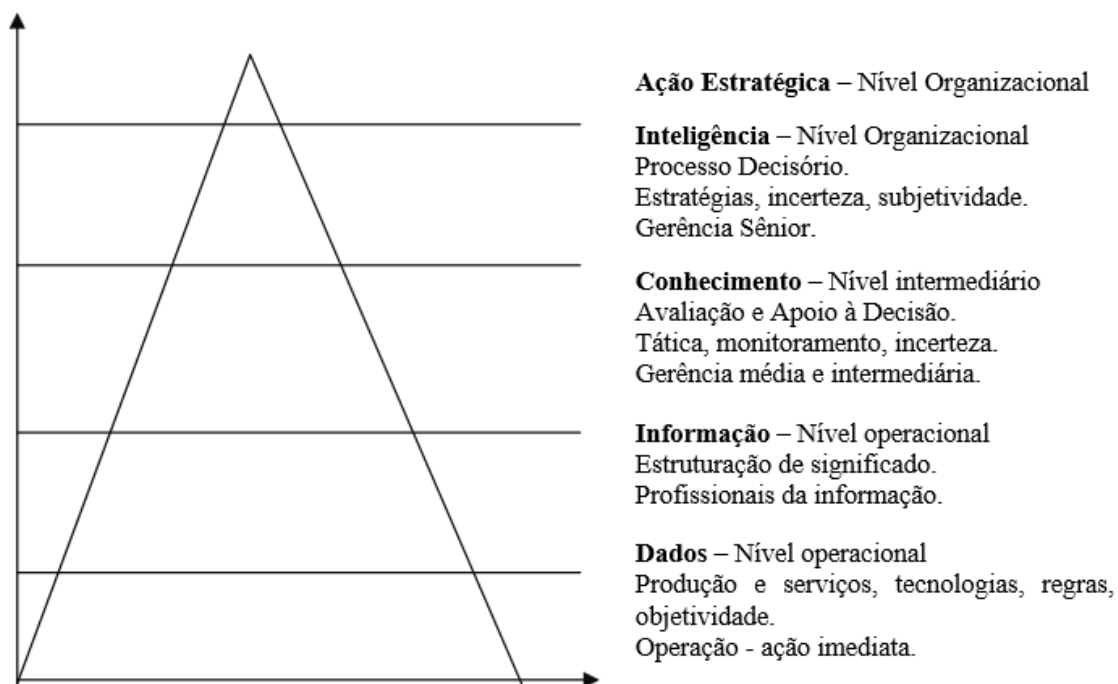 Ação Estratégica – Nível Organizacional
Inteligência – Nível Organizacional
Processo Decisório.
Estratégias, incerteza, subjetividade.
Gerência Sênior.
Conhecimento – Nível intermediário
Avaliação e Apoio à Decisão.
Tática, monitoramento, incerteza.
Gerência média e intermediária.
Informação – Nível operacional
Estruturação de significado.
Profissionais da informação.
Dados – Nível operacional
Produção e serviços, tecnologias, regras,
objetividade.
Operação - ação imediata.